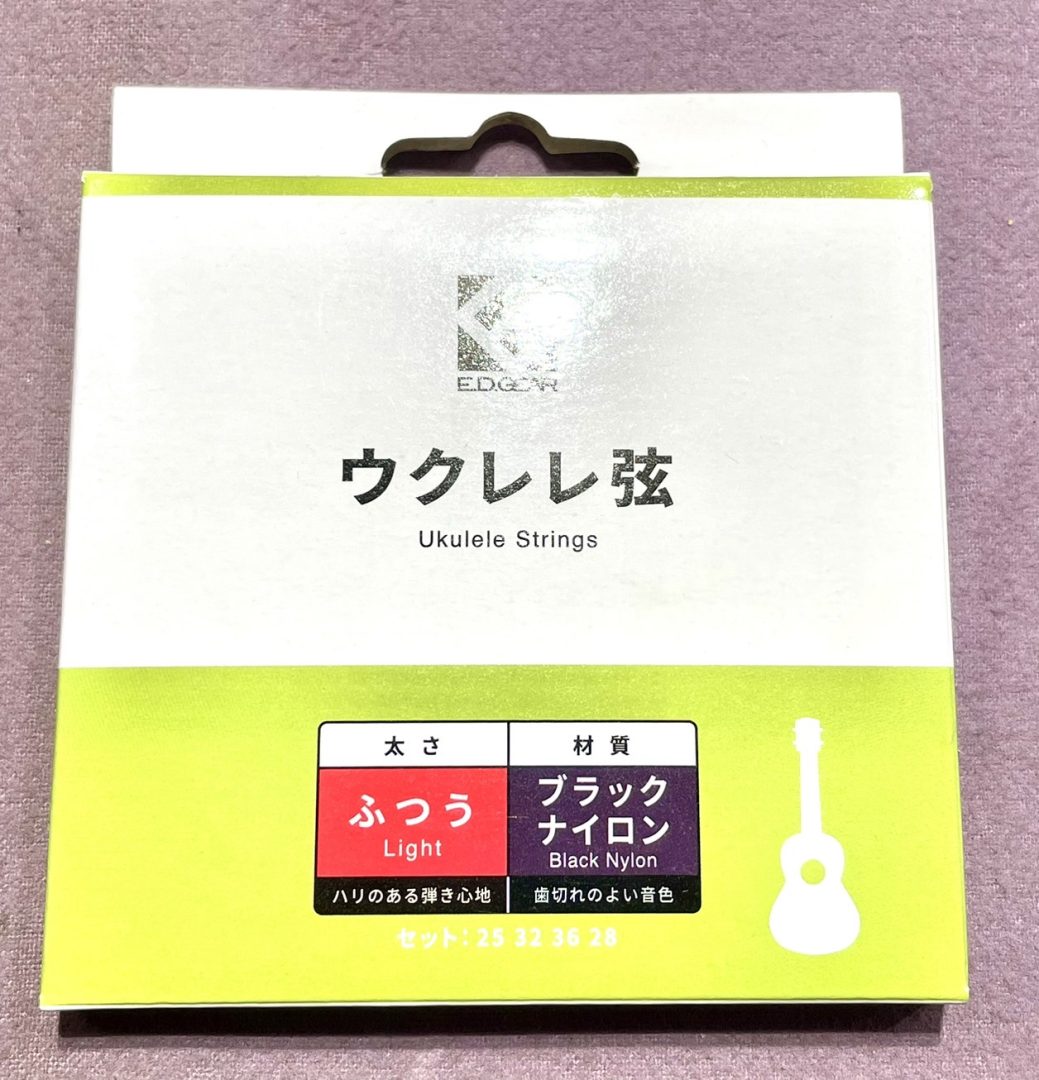 E.D.GEAR
ウクレレ弦
Ukulele Strings
太さ
材質
ふつう
Light
ブラック
ナイロン
Black Nylon
ハリのある弾き心地
歯切れのよい音色
セット:25 32 36 28